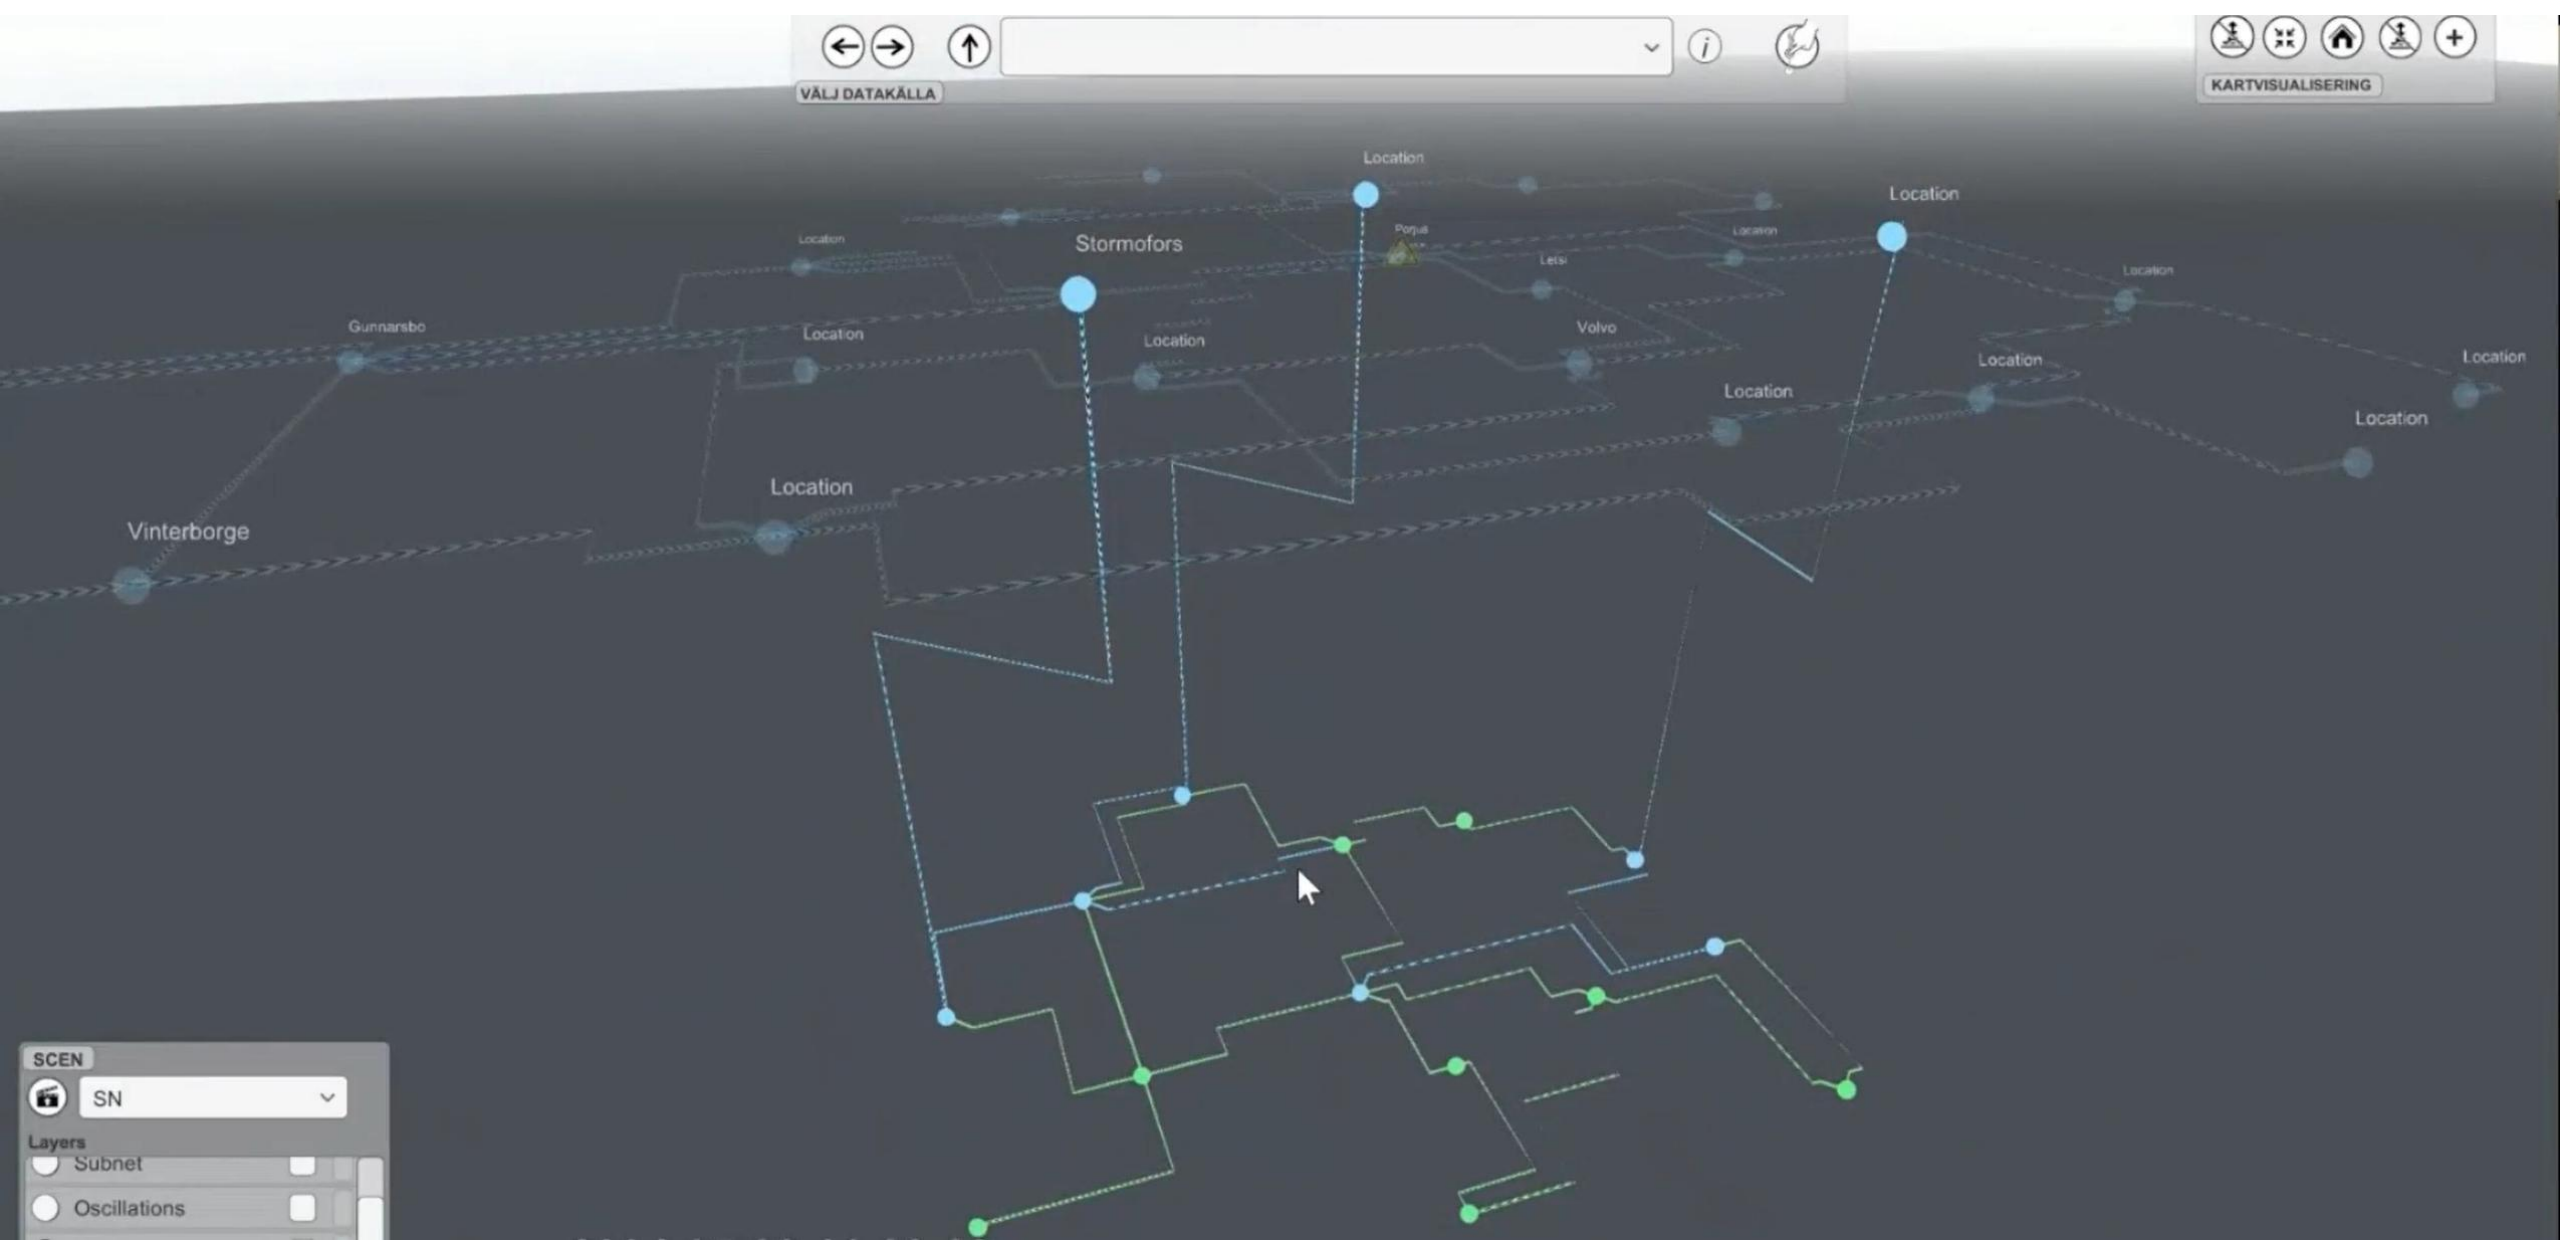 VÄLJ DATAKÄLLA
KARTVISUALISERING
Location
Location
Location
Stormofors
Porjus
Location
Letsi
Location
Gunnarsbo
Location
Location
Volvo
Location
Location
Location
Location
Location
Vinterborge
SCEN
SN
Layers
Subnet
Oscillations